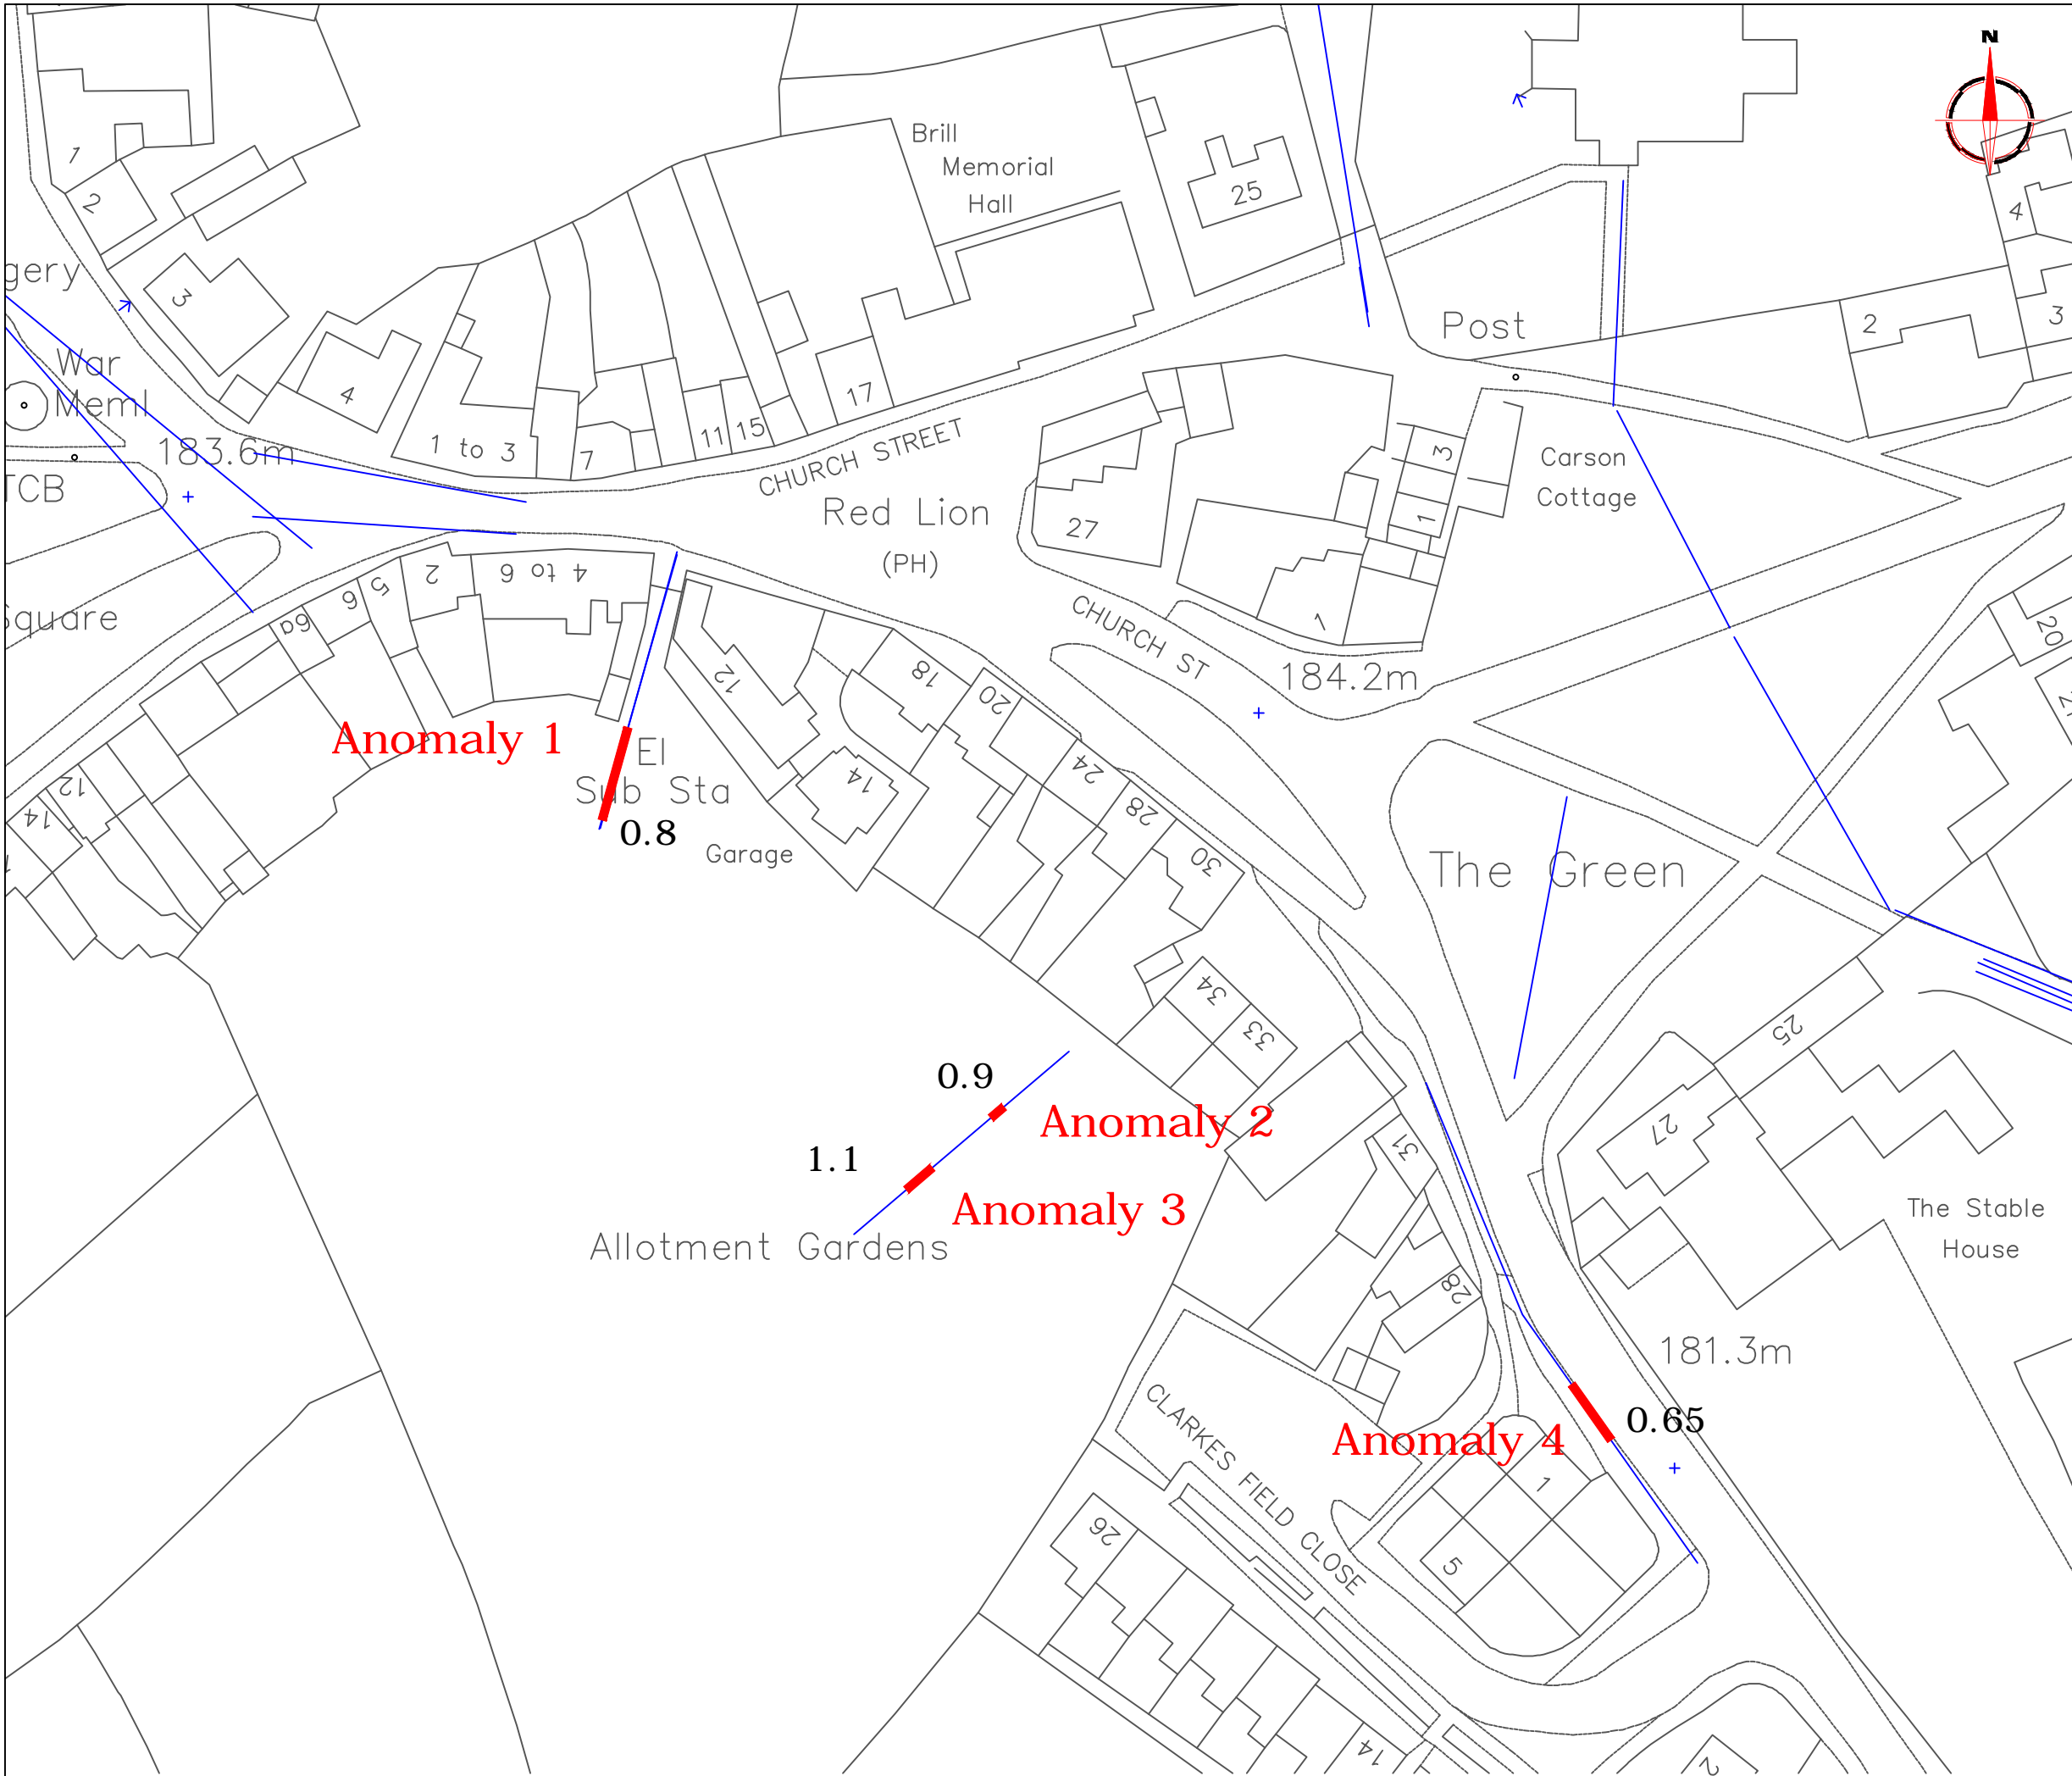 N
Brill
Memorial
Hall
1
2
25
4
gery
3
Post
2
3
War
Meml
4
17
183.6m
1 to 3
7
11
15
CHURCH STREET
3
Carson
Cottage
TCB
Red Lion
(PH)
27
1
4 to 6
2
5
6
6a
Square
CHURCH ST
1
20
12
18
184.2m
20
Anomaly 1
El
Sub Sta
0.8
14
24
28
12
14
Garage
30
The Green
34
33
25
0.9
Anomaly 2
1.1
Anomaly 3
31
27
Allotment Gardens
The Stable
House
28
181.3m
CLARKES FIELD CLOSE
Anomaly 4
0.65
1
26
5
14
2